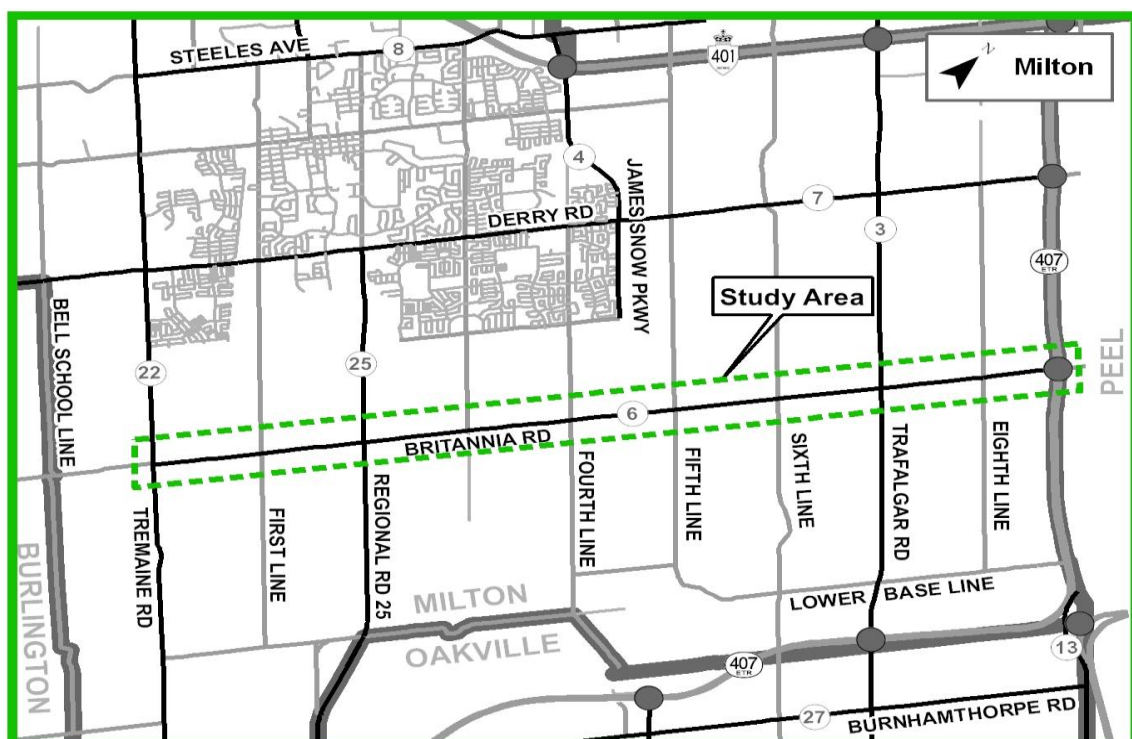 STEELES AVE
8
401
N
Milton
4
JAMES SNOW PKWY
7
DERRY RD
3
407
ETR
Study Area
BELL SCHOOL LINE
22
25
PEEL
6
BRITANNIA RD
TREMAINE RD
FIRST LINE
REGIONAL RD 25
FOURTH LINE
FIFTH LINE
SIXTH LINE
TRAFALGAR RD
EIGHTH LINE
BURLINGTON
MILTON
OAKVILLE
LOWER BASE LINE
407
ETR
13
27
BURNHAMTHORPE RD